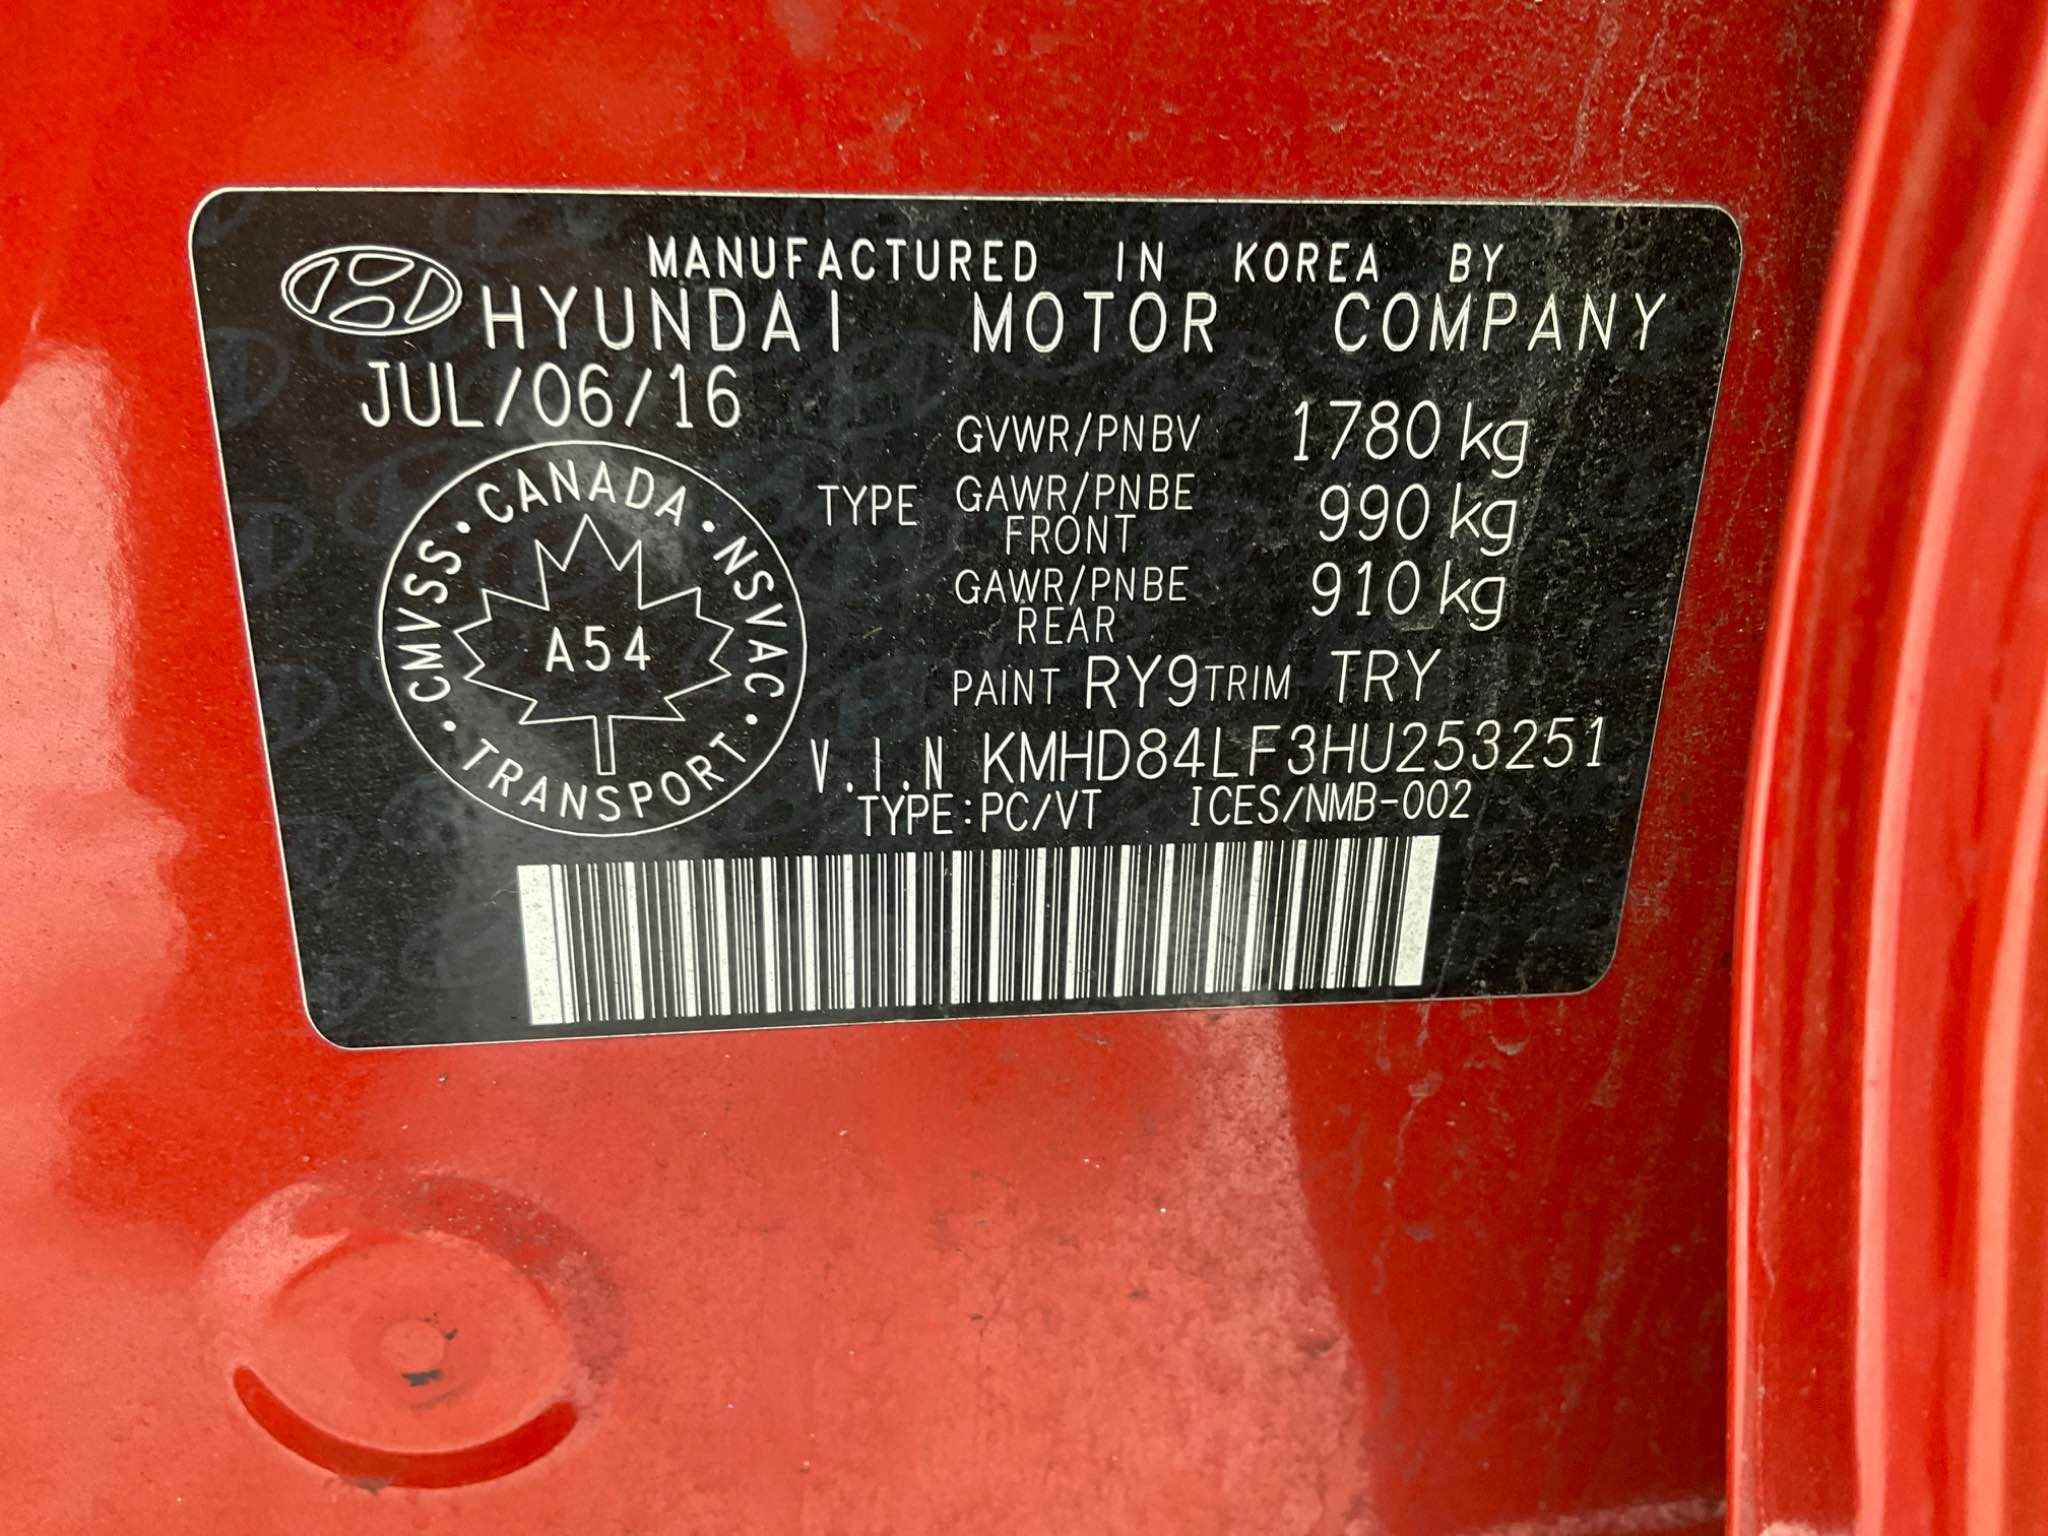 MANUFACTURED IN KOREA BY
HYUNDAI MOTOR COMPANY
JUL/06/16
GVWR/PNBV 1780 kg
TYPE GAWR/PNBE FRONT 990 kg
GAWR/PNBE REAR 910 kg
PAINT RY9 TRIM TRY
V.I.N KMHD84LF3HU253251
TYPE:PC/VT ICES/NMB-002
CMVSS · CANADA · NSVAC · TRANSPORT ·
A54